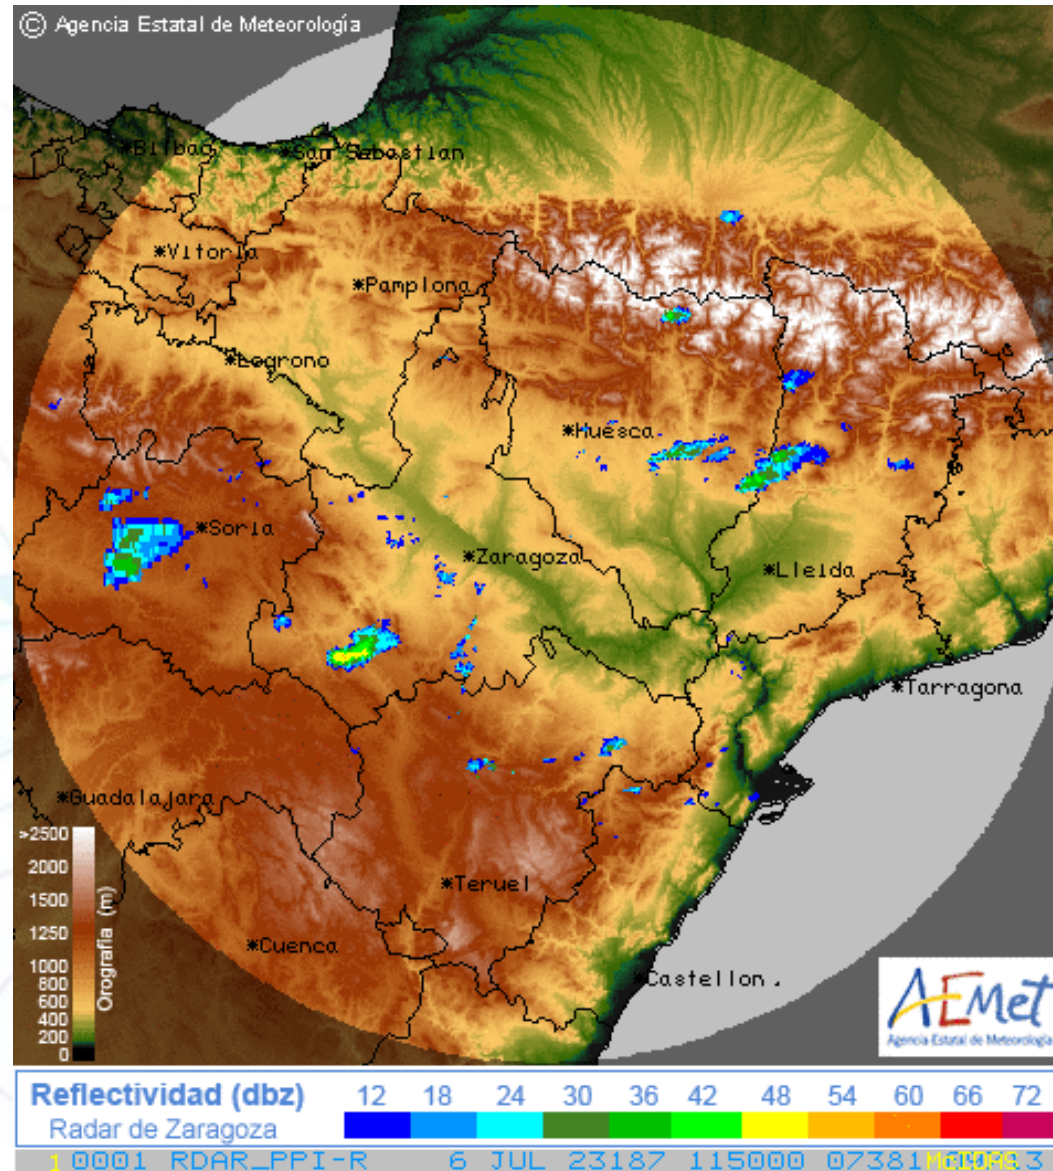 © Agencia Estatal de Meteorología
*Bilbao
*San Sebastian
*Vitoria
*Pamplona
*Logrono
*Huesca
*Soria
*Zaragoza
*Lleida
*Tarragona
*Guadalajara
*Teruel
*Cuenca
*Castellon .
>2500
2000
1500
1250
1000
800
600
400
200
0
Orografía (m)
AEMet
Agencia Estatal de Meteorología
Reflectividad (dbz) 12 18 24 30 36 42 48 54 60 66 72
Radar de Zaragoza
1 0001 RDAR_PPI-R 6 JUL 23187 115000 07381 McIDAS 3